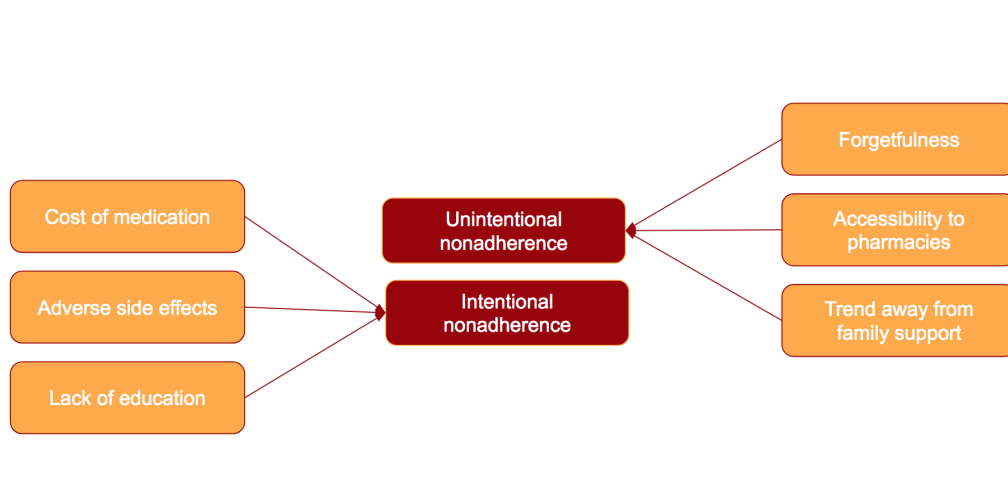 Cost of medication
Adverse side effects
Lack of education
Unintentional
nonadherence
Intentional
nonadherence
Forgetfulness
Accessibility to
pharmacies
Trend away from
family support